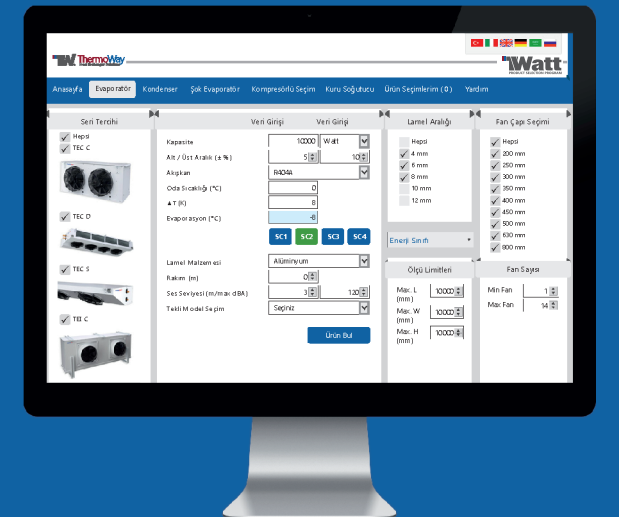 ThermoWay
Watt
PRODUCT SELECTION PROGRAM
Anasayfa Evaporatör Kondenser Şok Evaporatör Kompresörlü Seçim Kuru Soğutucu Ürün Seçimlerim ( 0 ) Yardım
Seri Tercihi
Hepsi
TEC C
TEC D
TEC S
TEI C
Veri Girişi Veri Girişi
Kapasite 10000 Watt
Alt / Üst Aralık (± %) 5 10
Akışkan R404A
Oda Sıcaklığı (°C) 0
▲T (K) 8
Evaporasyon (°C) -8
SC1 SC2 SC3 SC4
Lamel Malzemesi Alüminyum
Rakım (m) 0
Ses Seviyesi (m/max dBA) 3 120
Tekli Model Seçim Seçiniz
Ürün Bul
Lamel Aralığı
Hepsi
4 mm
6 mm
8 mm
10 mm
12 mm
Enerji Sınıfı
Ölçü Limitleri
Max. L (mm) 10000
Max. W (mm) 10000
Max. H (mm) 10000
Fan Çapı Seçimi
Hepsi
200 mm
250 mm
300 mm
350 mm
400 mm
450 mm
500 mm
630 mm
800 mm
Fan Sayısı
Min Fan 1
Max Fan 14